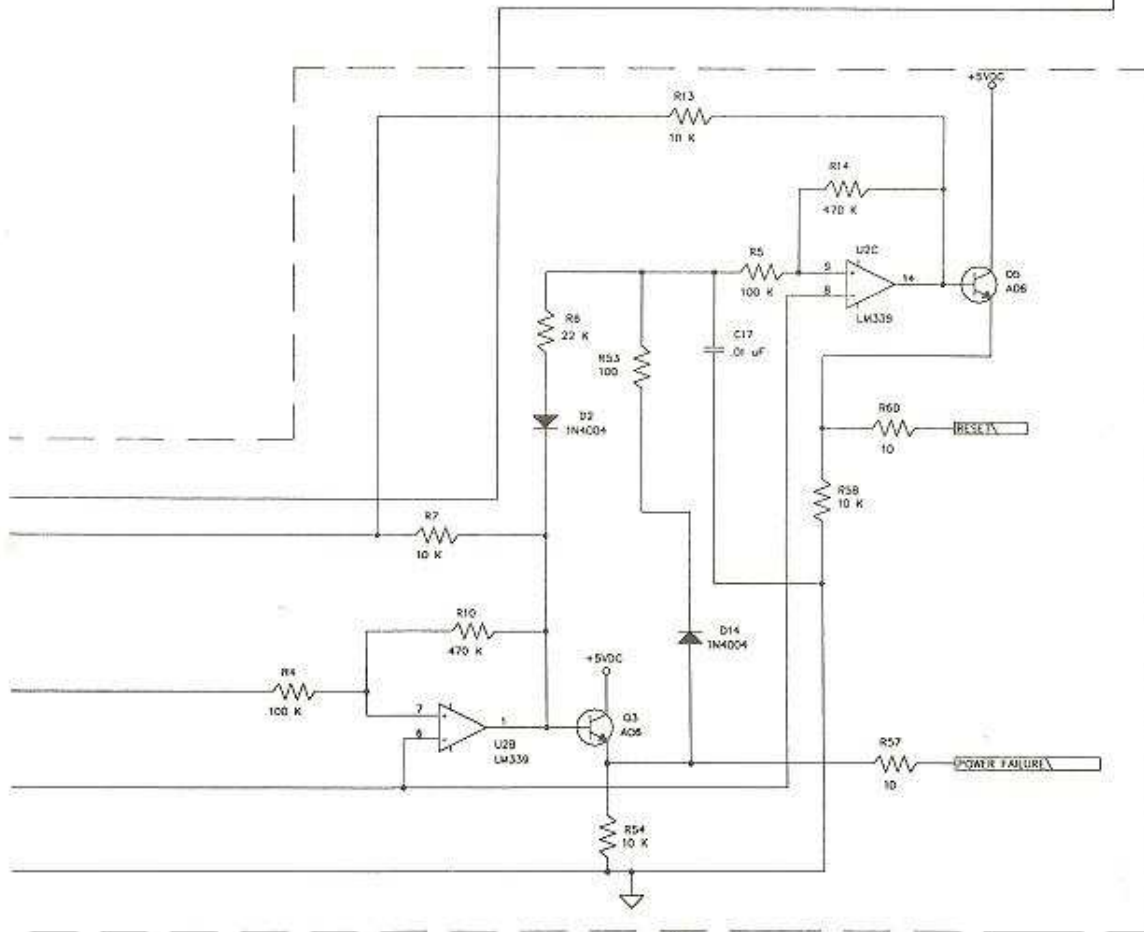 +5VDC
R13
10 K
R14
470 K
U2C
R5
100 K
9
8
14
LM339
Q5
A06
R6
22 K
R53
100
C17
.01 uF
D2
1N4004
R60
10
RESET\
R58
10 K
R7
10 K
R10
470 K
D14
1N4004
+5VDC
R4
100 K
7
6
1
U2B
LM339
Q3
A06
R57
10
POWER FAILURE\
R54
10 K